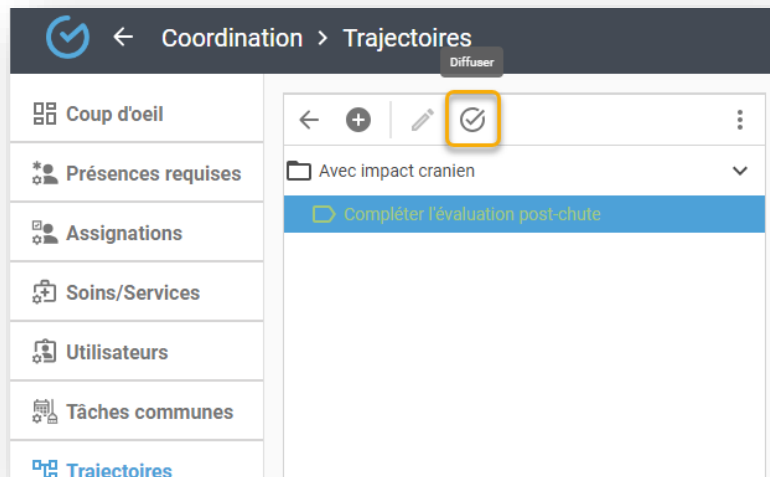 Coordination > Trajectoires
Diffuser
Coup d'oeil
Présences requises
Assignations
Soins/Services
Utilisateurs
Tâches communes
Trajectoires
Avec impact cranien
Compléter l'évaluation post-chute